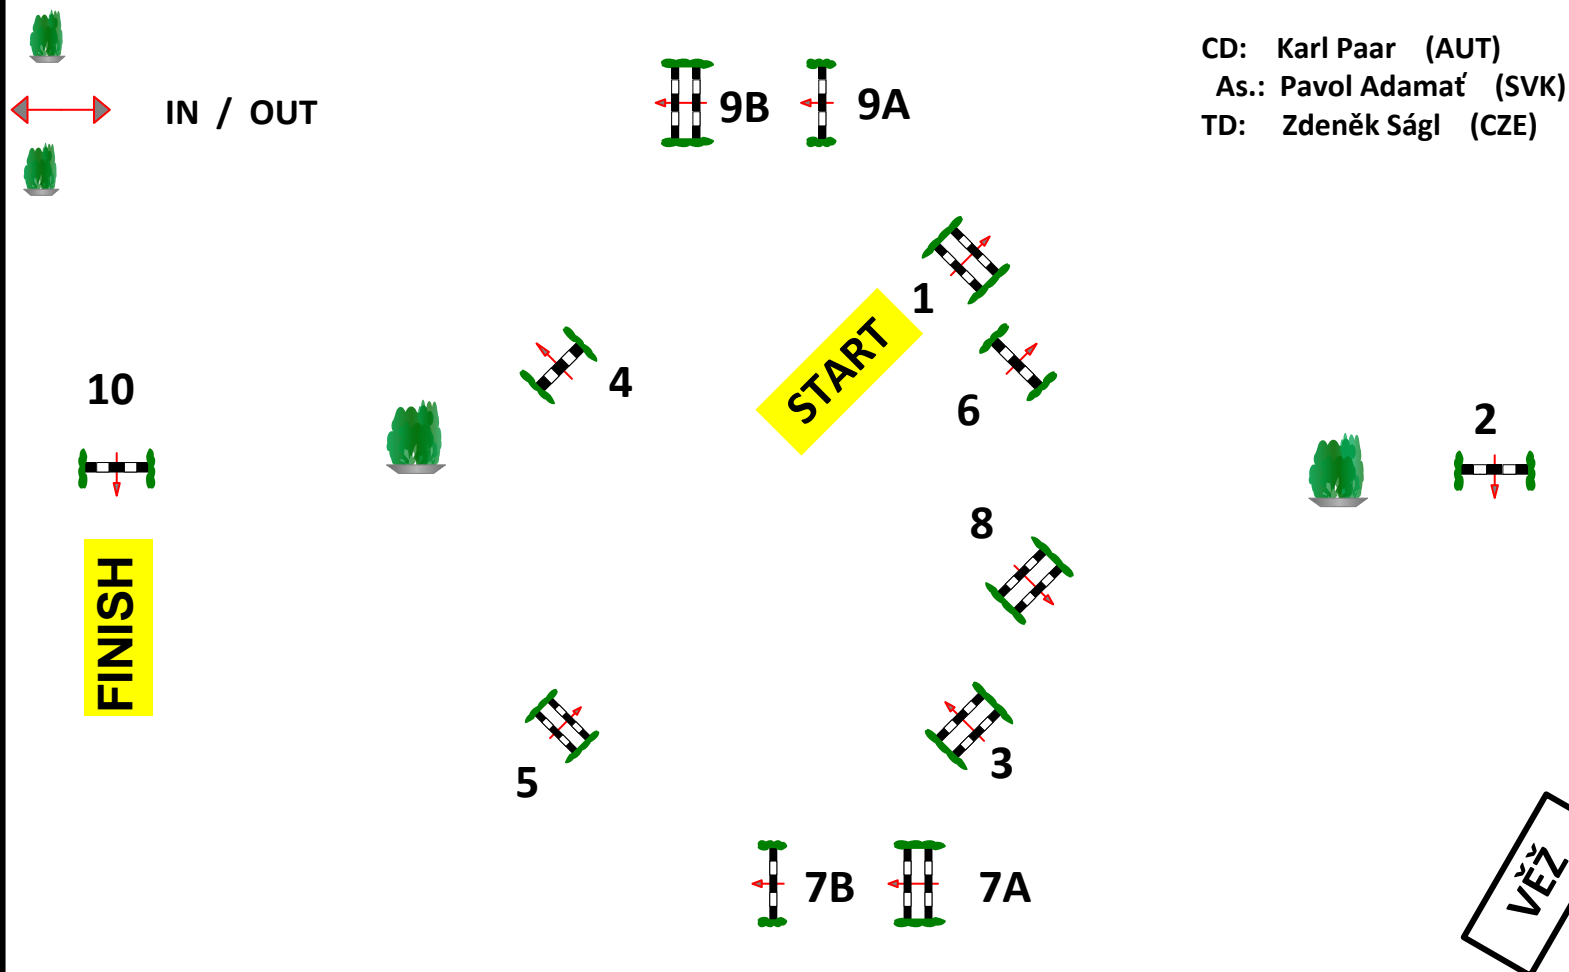 CD: Karl Paar (AUT)
As.: Pavol Adamať (SVK)
TD: Zdeněk Ságl (CZE)
IN / OUT
9B
9A
1
START
4
6
10
2
8
FINISH
5
3
7B
7A
VĚŽ